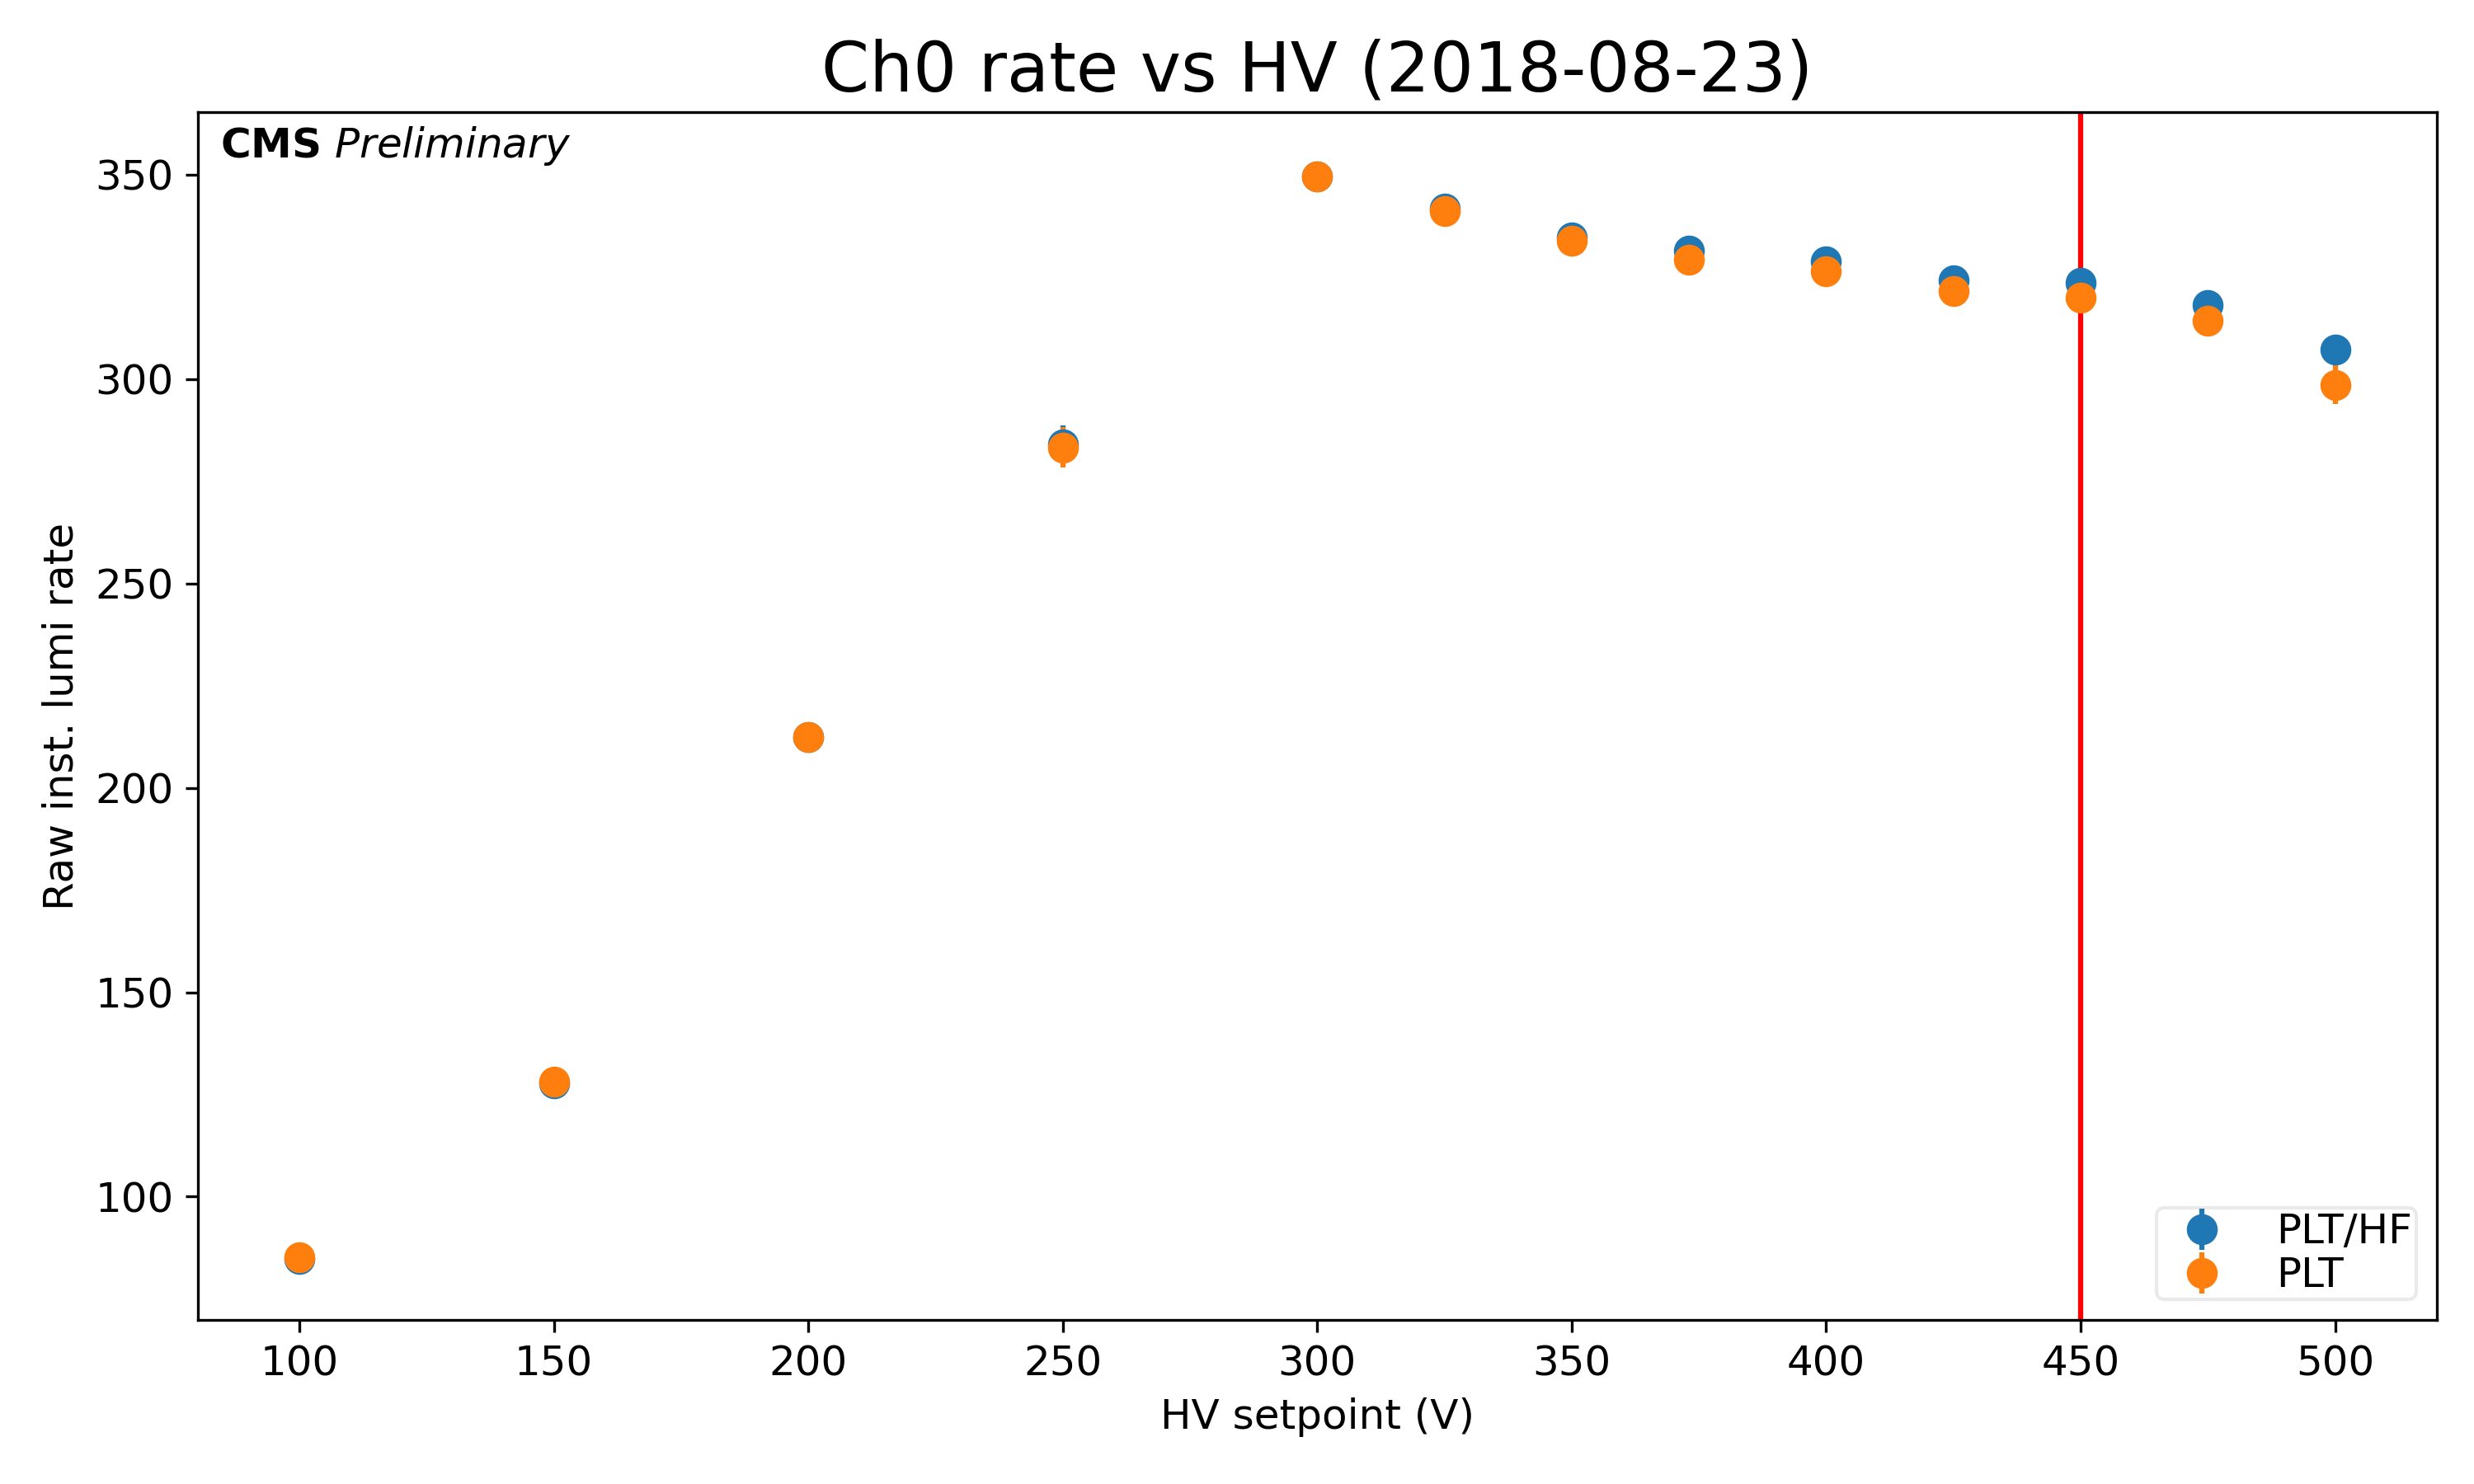 Ch0 rate vs HV (2018-08-23)
CMS Preliminary
350
300
250
200
150
100
Raw inst. lumi rate
PLT/HF
PLT
100 150 200 250 300 350 400 450 500
HV setpoint (V)